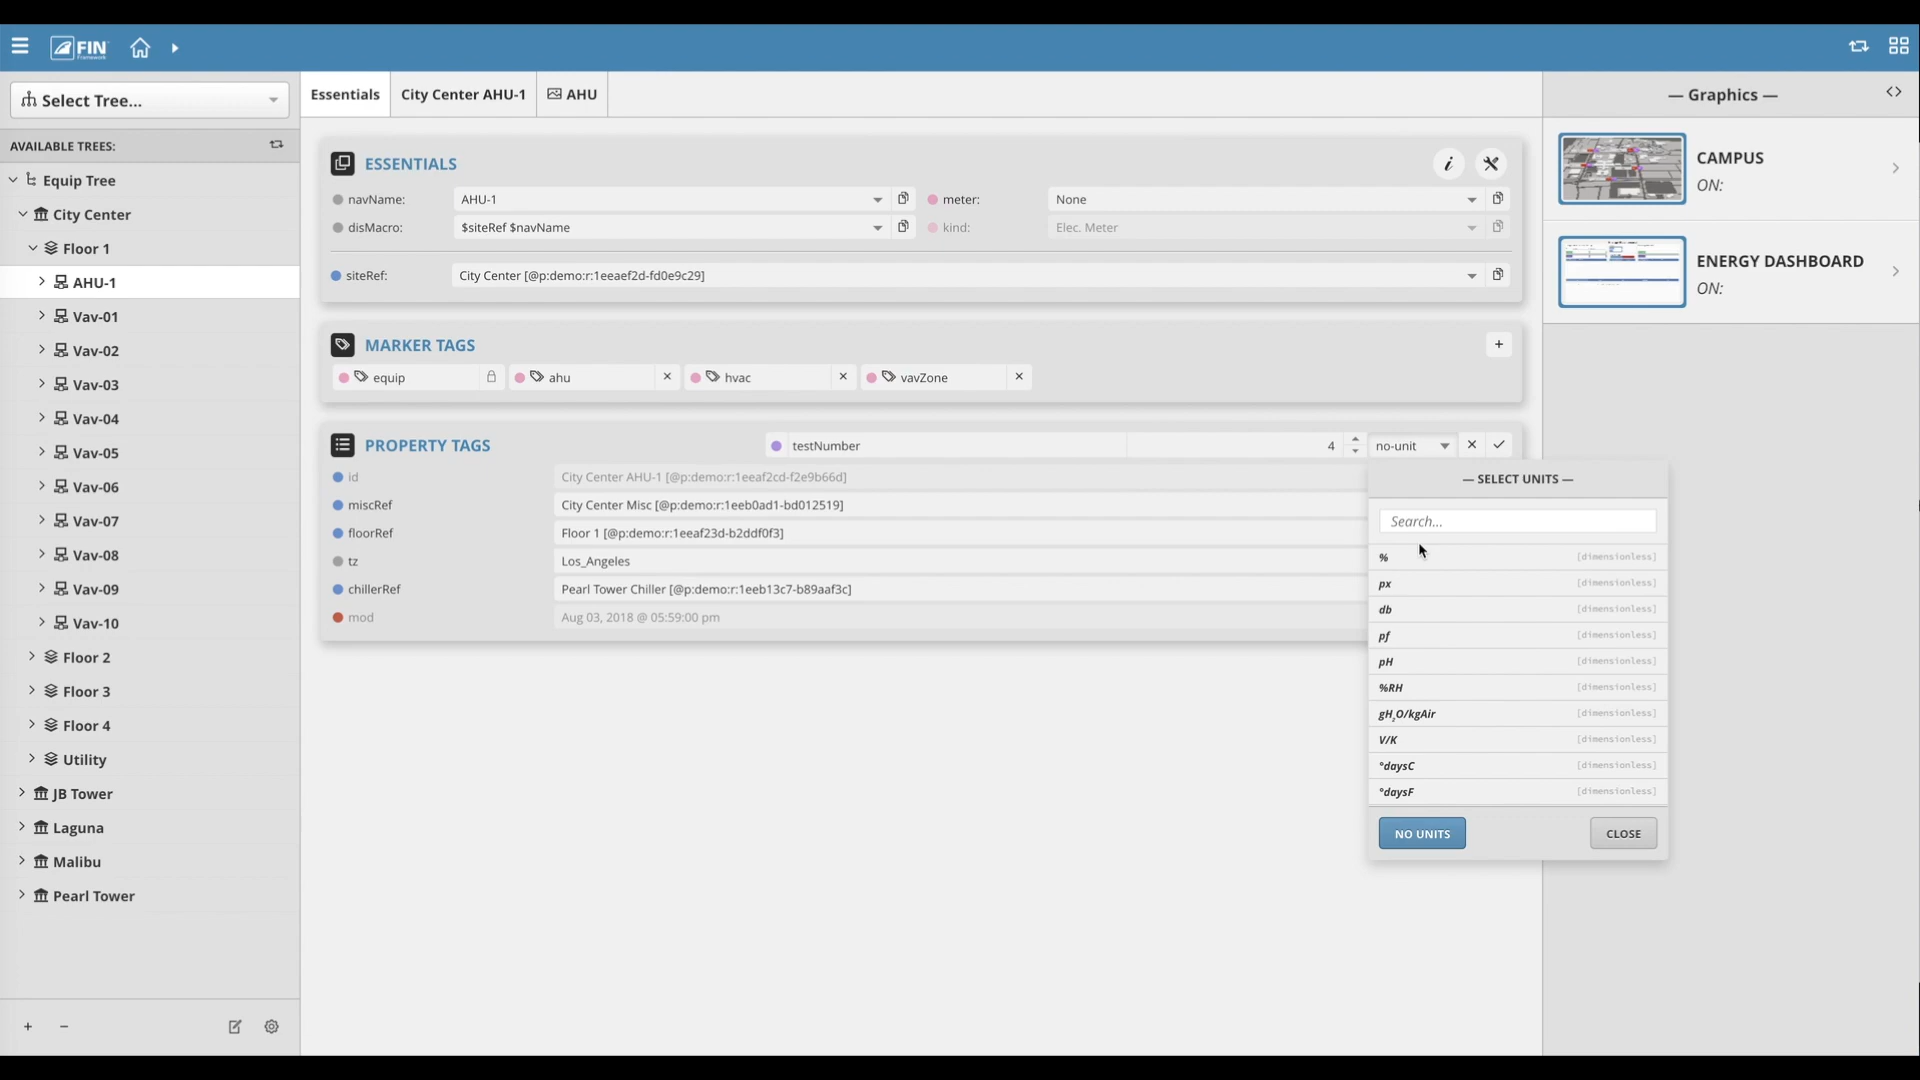 FIN
Framework
Select Tree...
AVAILABLE TREES:
Equip Tree
City Center
Floor 1
AHU-1
Vav-01
Vav-02
Vav-03
Vav-04
Vav-05
Vav-06
Vav-07
Vav-08
Vav-09
Vav-10
Floor 2
Floor 3
Floor 4
Utility
JB Tower
Laguna
Malibu
Pearl Tower
Essentials
City Center AHU-1
AHU
ESSENTIALS
navName: AHU-1 meter: None
disMacro: $siteRef $navName kind: Elec. Meter
siteRef: City Center [@p:demo:r:1eeaef2d-fd0e9c29]
MARKER TAGS
equip ahu hvac vavZone
PROPERTY TAGS testNumber 4 no-unit
id City Center AHU-1 [@p:demo:r:1eeaf2cd-f2e9b66d]
miscRef City Center Misc [@p:demo:r:1eeb0ad1-bd012519]
floorRef Floor 1 [@p:demo:r:1eeaf23d-b2ddf0f3]
tz Los_Angeles
chillerRef Pearl Tower Chiller [@p:demo:r:1eeb13c7-b89aaf3c]
mod Aug 03, 2018 @ 05:59:00 pm
— SELECT UNITS —
Search...
% [dimensionless]
px [dimensionless]
db [dimensionless]
pf [dimensionless]
pH [dimensionless]
%RH [dimensionless]
gH₂O/kgAir [dimensionless]
V/K [dimensionless]
°daysC [dimensionless]
°daysF [dimensionless]
NO UNITS CLOSE
— Graphics —
CAMPUS
ON:
ENERGY DASHBOARD
ON: